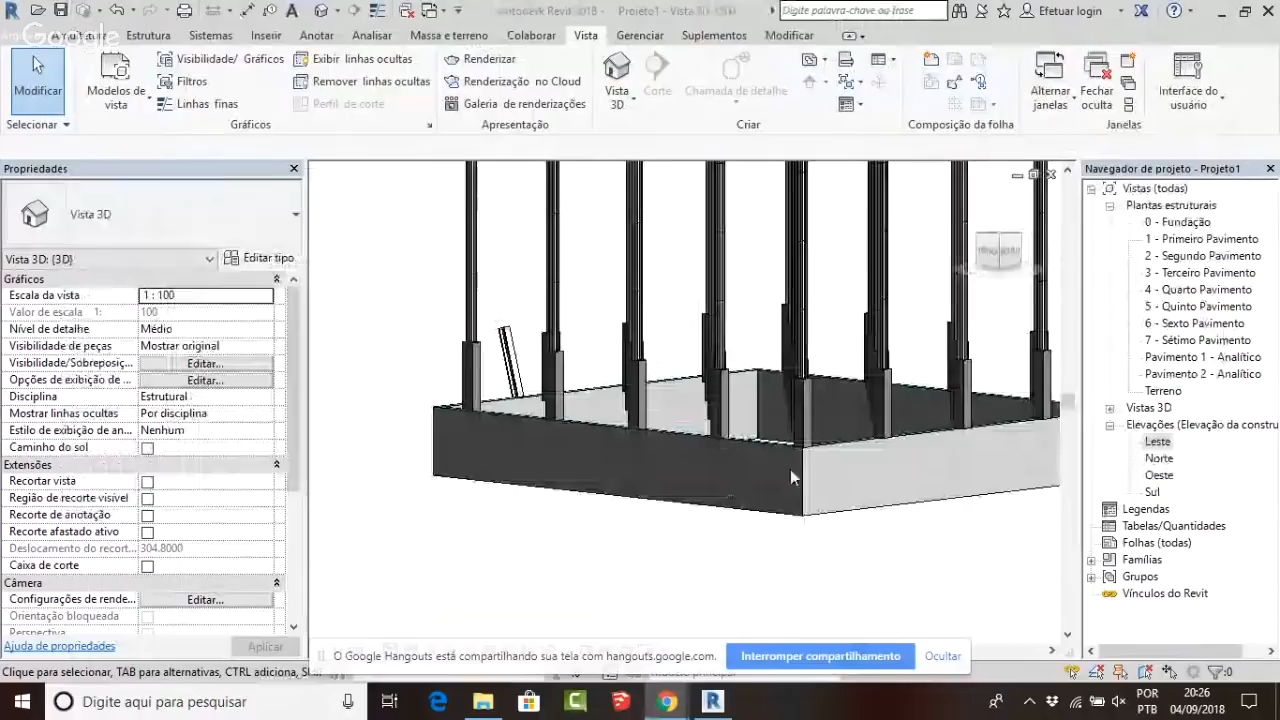 Autodesk Revit 2018 - Projeto1 - Vista 3D: {3D}
Digite palavra-chave ou frase
Efetuar login
Google
Estrutura Sistemas Inserir Anotar Analisar Massa e terreno Colaborar Vista Gerenciar Suplementos Modificar
Modificar
Selecionar
Modelos de vista
Visibilidade/ Gráficos
Filtros
Linhas finas
Exibir linhas ocultas
Remover linhas ocultas
Perfil de corte
Gráficos
Renderizar
Renderização no Cloud
Galeria de renderizações
Apresentação
Vista 3D
Corte
Chamada de detalhe
Criar
Composição da folha
Alternar janelas
Fechar oculta
Interface do usuário
Janelas
Propriedades
Vista 3D
Vista 3D: {3D}
Editar tipo
Gráficos
Escala da vista 1 : 100
Valor de escala 1: 100
Nível de detalhe Médio
Visibilidade de peças Mostrar original
Visibilidade/Sobreposiç... Editar...
Opções de exibição de ... Editar...
Disciplina Estrutural
Mostrar linhas ocultas Por disciplina
Estilo de exibição de an... Nenhum
Caminho do sol
Extensões
Recortar vista
Região de recorte visível
Recorte de anotação
Recorte afastado ativo
Deslocamento do recort... 304.8000
Caixa de corte
Câmera
Configurações de rende... Editar...
Orientação bloqueada
Perspectiva
Ajuda de propriedades
Aplicar
Navegador de projeto - Projeto1
Vistas (todas)
Plantas estruturais
0 - Fundação
1 - Primeiro Pavimento
2 - Segundo Pavimento
3 - Terceiro Pavimento
4 - Quarto Pavimento
5 - Quinto Pavimento
6 - Sexto Pavimento
7 - Sétimo Pavimento
Pavimento 1 - Analítico
Pavimento 2 - Analítico
Terreno
Vistas 3D
Elevações (Elevação da constru
Leste
Norte
Oeste
Sul
Legendas
Tabelas/Quantidades
Folhas (todas)
Famílias
Grupos
Vínculos do Revit
O Google Hangouts está compartilhando sua tela com hangouts.google.com.
Interromper compartilhamento
Ocultar
Clique para selecionar, TAB para alternativas, CTRL adiciona, S
:0
Digite aqui para pesquisar
POR
PTB
20:26
04/09/2018